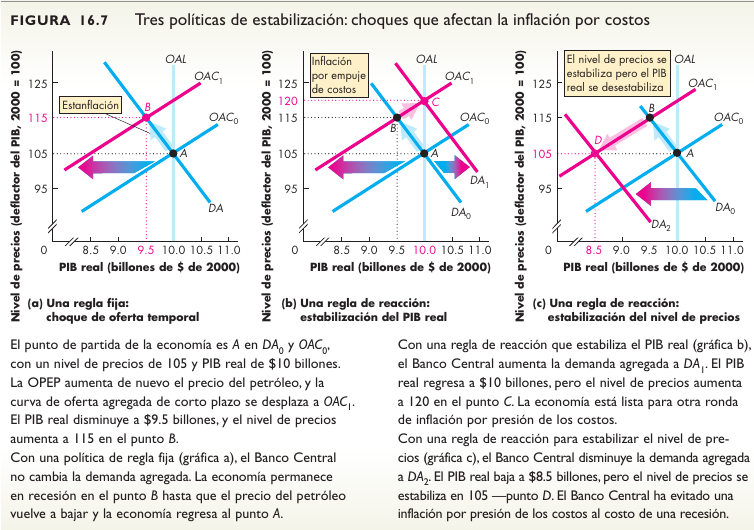 FIGURA 16.7 Tres políticas de estabilización: choques que afectan la inflación por costos
Nivel de precios (deflactor del PIB, 2000 = 100)
OAL
125
OAC1
Estanflación
B
115
OAC0
105
A
95
DA
0
8.5 9.0 9.5 10.0 10.5 11.0
PIB real (billones de $ de 2000)
(a) Una regla fija:
choque de oferta temporal
Nivel de precios (deflactor del PIB, 2000 = 100)
Inflación
por empuje
de costos
OAL
125
OAC1
120
C
115
B
OAC0
105
A
95
DA1
DA0
0
8.5 9.0 9.5 10.0 10.5 11.0
PIB real (billones de $ de 2000)
(b) Una regla de reacción:
estabilización del PIB real
Nivel de precios (deflactor del PIB, 2000 = 100)
El nivel de precios se
estabiliza pero el PIB
real se desestabiliza
OAL
125
OAC1
115
B
OAC0
D
105
A
95
DA0
DA2
0
8.5 9.0 9.5 10.0 10.5 11.0
PIB real (billones de $ de 2000)
(c) Una regla de reacción:
estabilización del nivel de precios
El punto de partida de la economía es A en DA0 y OAC0,
con un nivel de precios de 105 y PIB real de $10 billones.
La OPEP aumenta de nuevo el precio del petróleo, y la
curva de oferta agregada de corto plazo se desplaza a OAC1.
El PIB real disminuye a $9.5 billones, y el nivel de precios
aumenta a 115 en el punto B.
Con una política de regla fija (gráfica a), el Banco Central
no cambia la demanda agregada. La economía permanece
en recesión en el punto B hasta que el precio del petróleo
vuelve a bajar y la economía regresa al punto A.
Con una regla de reacción que estabiliza el PIB real (gráfica b),
el Banco Central aumenta la demanda agregada a DA1. El PIB
real regresa a $10 billones, pero el nivel de precios aumenta
a 120 en el punto C. La economía está lista para otra ronda
de inflación por presión de los costos.
Con una regla de reacción para estabilizar el nivel de pre-
cios (gráfica c), el Banco Central disminuye la demanda agregada
a DA2. El PIB real baja a $8.5 billones, pero el nivel de precios se
estabiliza en 105 —punto D. El Banco Central ha evitado una
inflación por presión de los costos al costo de una recesión.